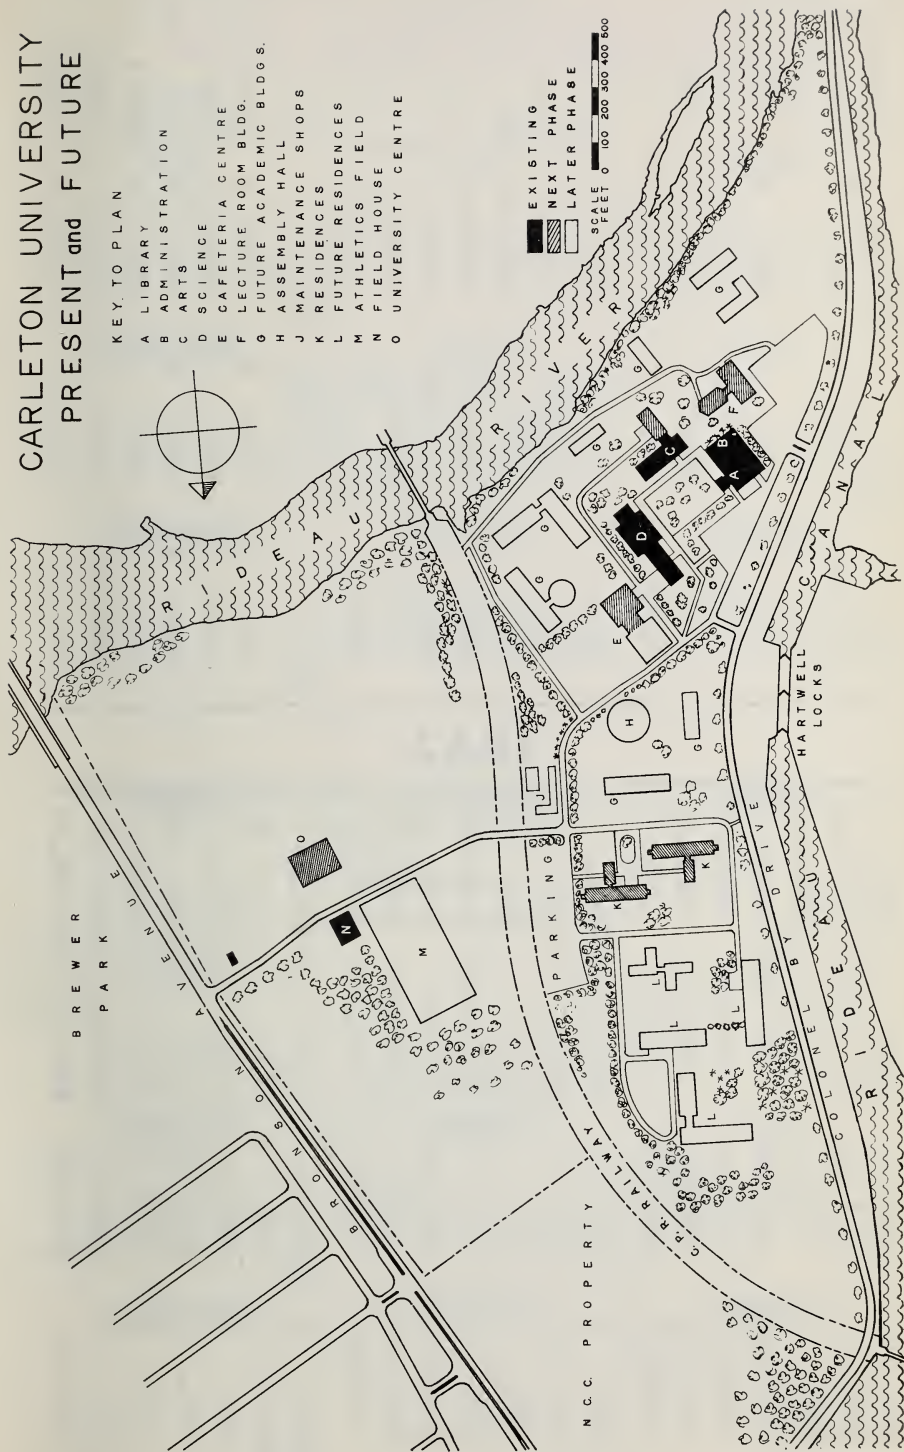 CARLETON UNIVERSITY
PRESENT and FUTURE
KEY TO PLAN
A LIBRARY
B ADMINISTRATION
C ARTS
D SCIENCE
E CAFETERIA CENTRE
F LECTURE ROOM BLDG.
G FUTURE ACADEMIC BLDGS.
H ASSEMBLY HALL
J MAINTENANCE SHOPS
K RESIDENCES
L FUTURE RESIDENCES
M ATHLETICS FIELD
N FIELD HOUSE
O UNIVERSITY CENTRE
EXISTING
NEXT PHASE
LATER PHASE
SCALE
FEET 0 100 200 300 400 500
BREWER
PARK
BRONSON AVENUE
RIDEAU RIVER
O
N
M
J
PARKING
C.P.R. RAILWAY
N.C.C. PROPERTY
G
G
G
G
G
C
D
E
B
A
F
H
G
G
K
K
L
L
L
L
HARTWELL
LOCKS
COLONEL BY DRIVE
RIDEAU CANAL